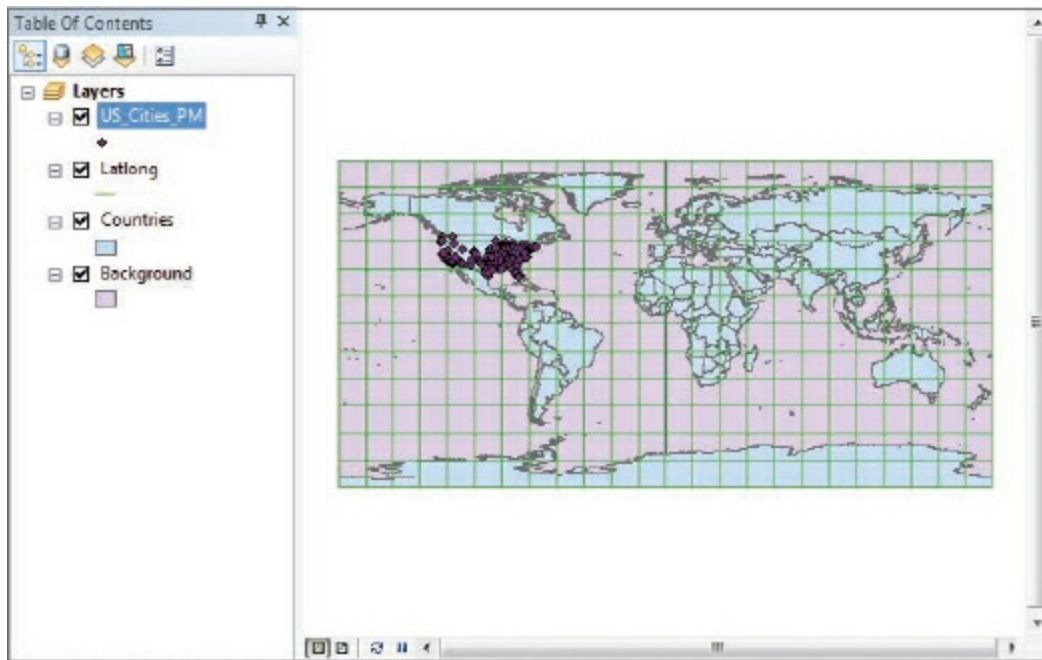 Table Of Contents
Layers
US_Cities_PM
Latlong
Countries
Background